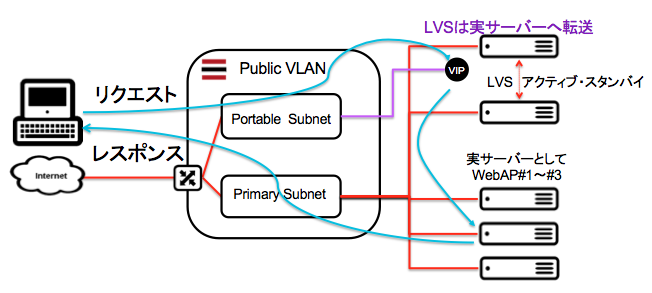 LVSは実サーバーへ転送
Public VLAN
VIP
リクエスト
LVS アクティブ・スタンバイ
Portable Subnet
レスポンス
実サーバーとして
WebAP#1〜#3
Internet
Primary Subnet